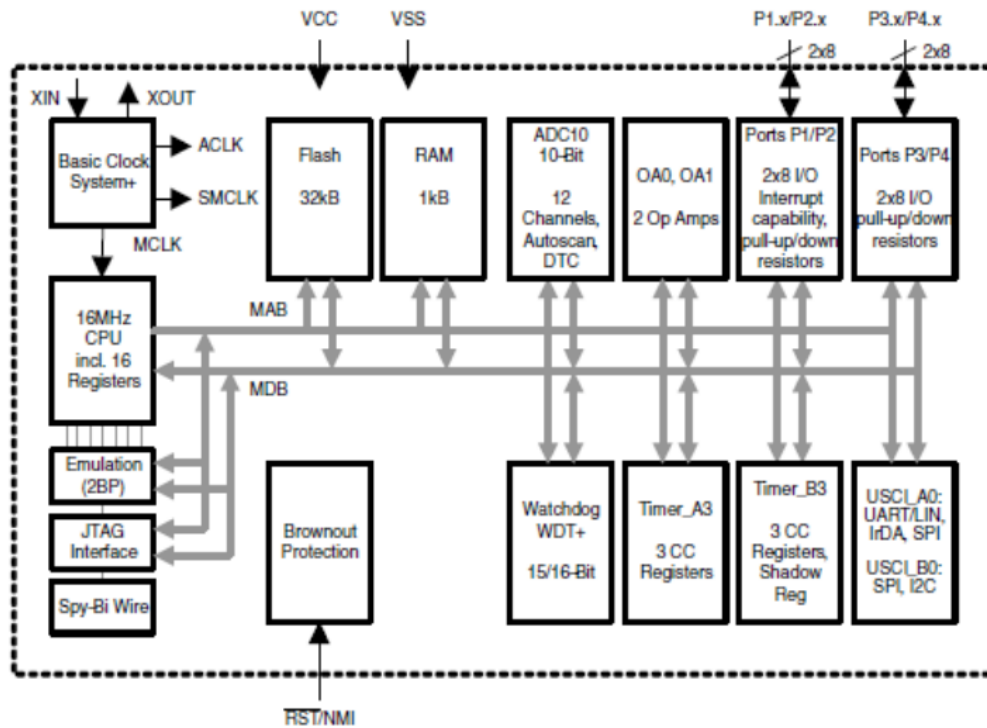 VCC
VSS
P1.x/P2.x
P3.x/P4.x
2x8
2x8
XIN
XOUT
Basic Clock
System+
ACLK
SMCLK
MCLK
Flash
32kB
RAM
1kB
ADC10
10-Bit
12
Channels,
Autoscan,
DTC
OA0, OA1
2 Op Amps
Ports P1/P2
2x8 I/O
Interrupt
capability,
pull-up/down
resistors
Ports P3/P4
2x8 I/O
pull-up/down
resistors
16MHz
CPU
incl. 16
Registers
MAB
MDB
Emulation
(2BP)
JTAG
Interface
Spy-Bi Wire
Brownout
Protection
Watchdog
WDT+
15/16-Bit
Timer_A3
3 CC
Registers
Timer_B3
3 CC
Registers,
Shadow
Reg
USCI_A0:
UART/LIN,
IrDA, SPI
USCI_B0:
SPI, I2C
RST/NMI